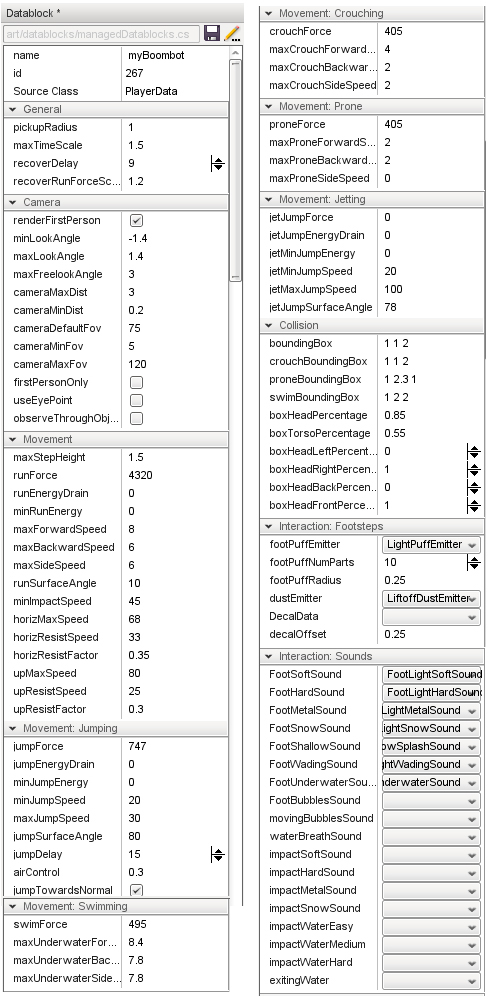 Datablock *
art/datablocks/managedDatablocks.cs
name myBoombot
id 267
Source Class PlayerData
General
pickupRadius 1
maxTimeScale 1.5
recoverDelay 9
recoverRunForceSc... 1.2
Camera
renderFirstPerson
minLookAngle -1.4
maxLookAngle 1.4
maxFreelookAngle 3
cameraMaxDist 3
cameraMinDist 0.2
cameraDefaultFov 75
cameraMinFov 5
cameraMaxFov 120
firstPersonOnly
useEyePoint
observeThroughObj...
Movement
maxStepHeight 1.5
runForce 4320
runEnergyDrain 0
minRunEnergy 0
maxForwardSpeed 8
maxBackwardSpeed 6
maxSideSpeed 6
runSurfaceAngle 10
minImpactSpeed 45
horizMaxSpeed 68
horizResistSpeed 33
horizResistFactor 0.35
upMaxSpeed 80
upResistSpeed 25
upResistFactor 0.3
Movement: Jumping
jumpForce 747
jumpEnergyDrain 0
minJumpEnergy 0
minJumpSpeed 20
maxJumpSpeed 30
jumpSurfaceAngle 80
jumpDelay 15
airControl 0.3
jumpTowardsNormal
Movement: Swimming
swimForce 495
maxUnderwaterFor... 8.4
maxUnderwaterBac... 7.8
maxUnderwaterSide... 7.8
Movement: Crouching
crouchForce 405
maxCrouchForward... 4
maxCrouchBackwar... 2
maxCrouchSideSpeed 2
Movement: Prone
proneForce 405
maxProneForwardS... 2
maxProneBackward... 2
maxProneSideSpeed 0
Movement: Jetting
jetJumpForce 0
jetJumpEnergyDrain 0
jetMinJumpEnergy 0
jetMinJumpSpeed 20
jetMaxJumpSpeed 100
jetJumpSurfaceAngle 78
Collision
boundingBox 1 1 2
crouchBoundingBox 1 1 2
proneBoundingBox 1 2.3 1
swimBoundingBox 1 2 2
boxHeadPercentage 0.85
boxTorsoPercentage 0.55
boxHeadLeftPercent... 0
boxHeadRightPercen... 1
boxHeadBackPercen... 0
boxHeadFrontPerce... 1
Interaction: Footsteps
footPuffEmitter LightPuffEmitter
footPuffNumParts 10
footPuffRadius 0.25
dustEmitter LiftoffDustEmitter
DecalData
decalOffset 0.25
Interaction: Sounds
FootSoftSound FootLightSoftSound
FootHardSound FootLightHardSound
FootMetalSound LightMetalSound
FootSnowSound ightSnowSound
FootShallowSound owSplashSound
FootWadingSound ghtWadingSound
FootUnderwaterSou... nderwaterSound
FootBubblesSound
movingBubblesSound
waterBreathSound
impactSoftSound
impactHardSound
impactMetalSound
impactSnowSound
impactWaterEasy
impactWaterMedium
impactWaterHard
exitingWater